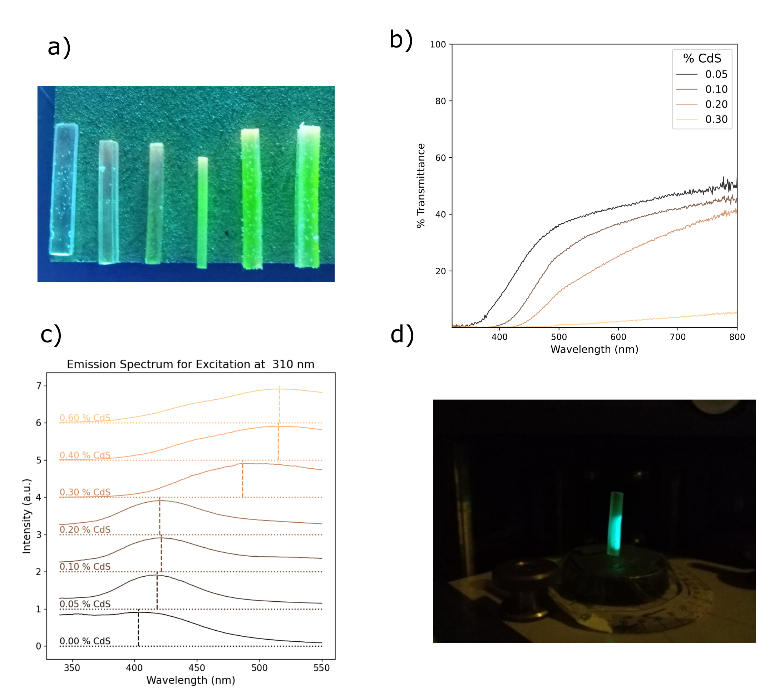 a)
b)
100
80
60
40
20
% Transmittance
% CdS
0.05
0.10
0.20
0.30
400
500
600
700
800
Wavelength (nm)
c)
d)
Emission Spectrum for Excitation at 310 nm
7
6
5
4
3
2
1
0
Intensity (a.u.)
0.60 % CdS
0.40 % CdS
0.30 % CdS
0.20 % CdS
0.10 % CdS
0.05 % CdS
0.00 % CdS
350
400
450
500
550
Wavelength (nm)